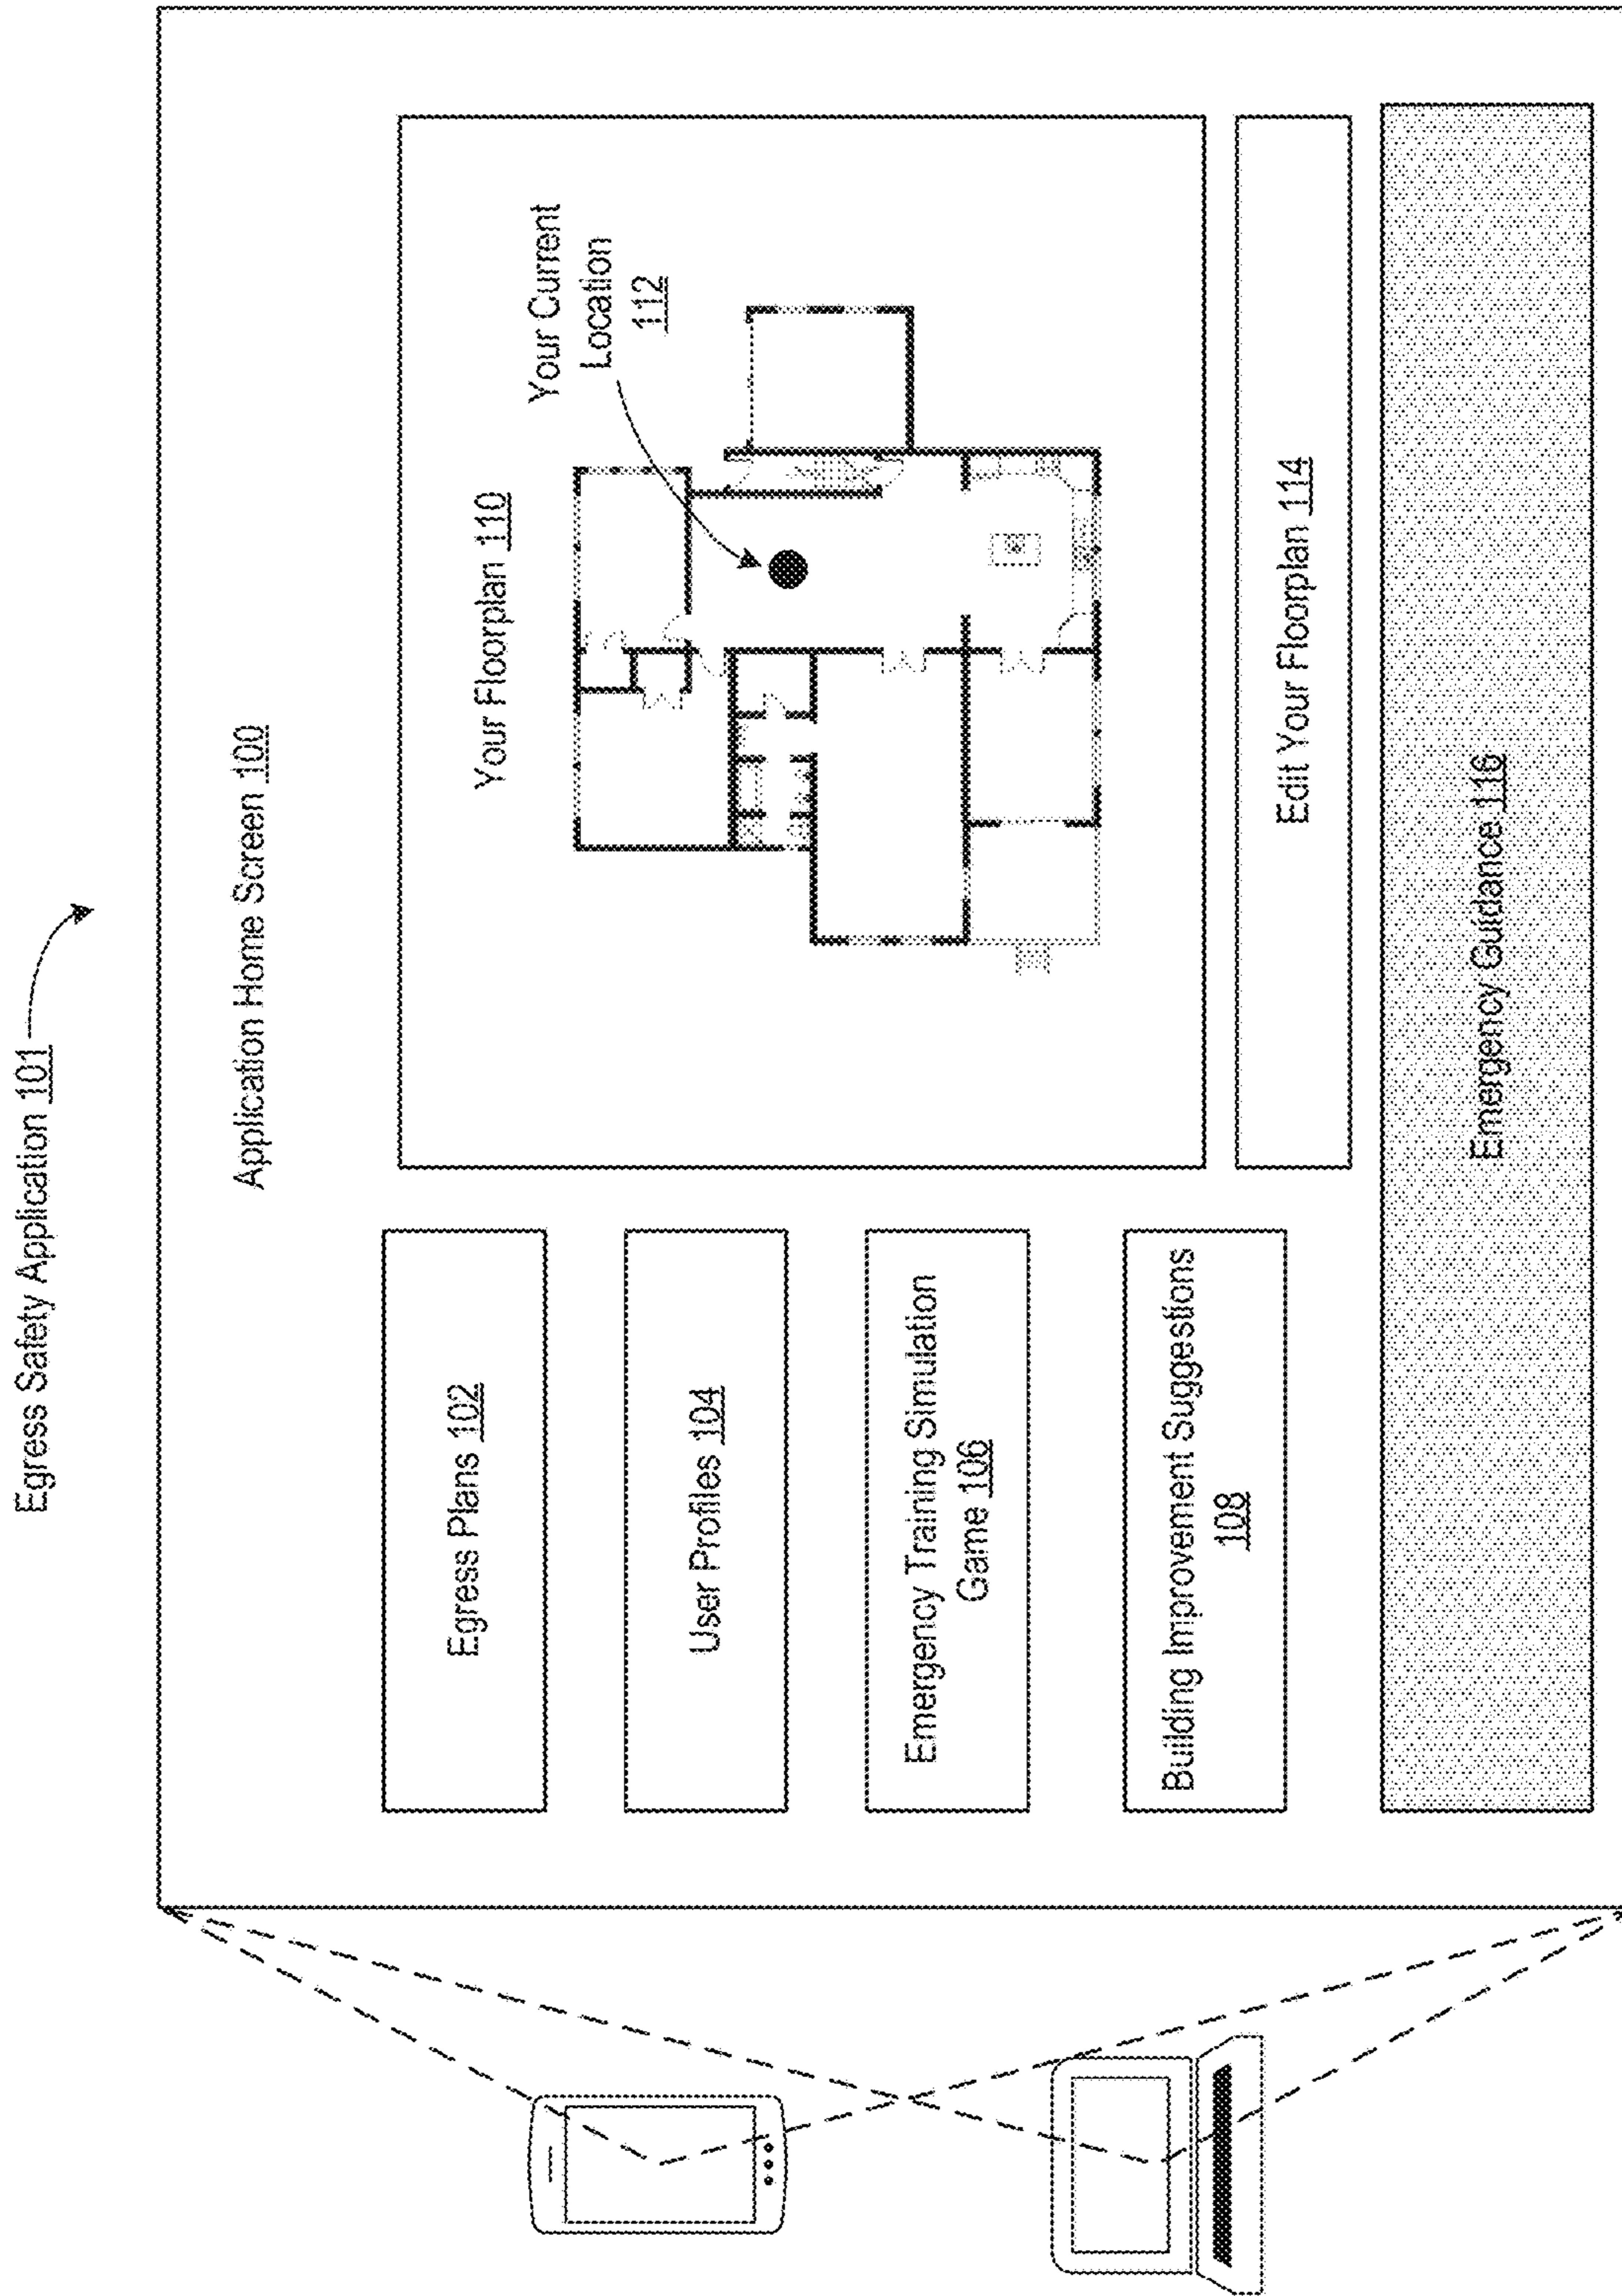 Egress Safety Application 101
Application Home Screen 100
Egress Plans 102
User Profiles 104
Emergency Training Simulation
Game 106
Building Improvement Suggestions
108
Your Floorplan 110
Your Current
Location
112
Edit Your Floorplan 114
Emergency Guidance 116